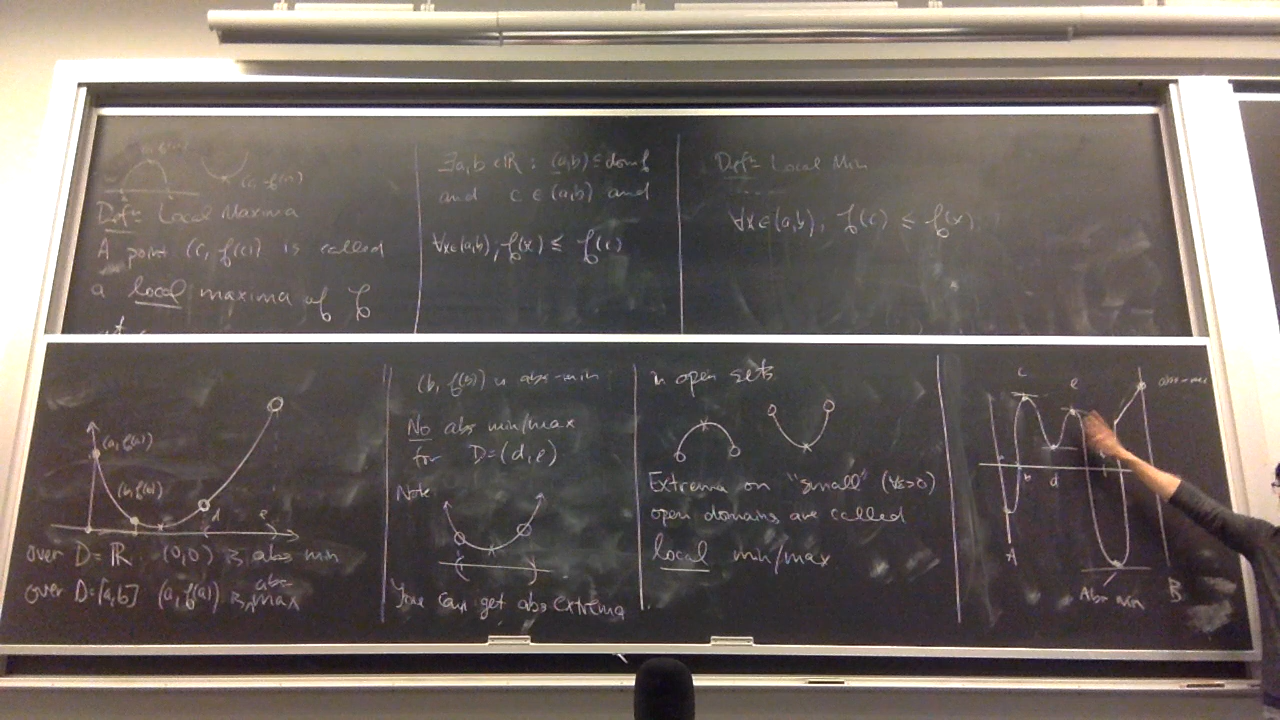 (c, f(c))
Defn Local Maxima
A point (c, f(c)) is called
a local maxima of f
∃a,b ∈ ℝ : (a,b) ⊆ dom f
and c ∈ (a,b) and
∀x∈(a,b), f(x) ≤ f(c)
Defn Local Min
∀x∈(a,b), f(c) ≤ f(x)
(a, f(a))
(b, f(b))
d
e
over D=ℝ (0,0) is abs min
over D=[a,b] (a, f(a)) is abs max
(b, f(b)) is abs-min
No abs min/max
for D=(d,e)
Note
You can get abs extrema
in open sets
Extrema on "small" (∀ε>0)
open domains are called
local min/max
c
e
abs-max
b
d
A
Abs min
B